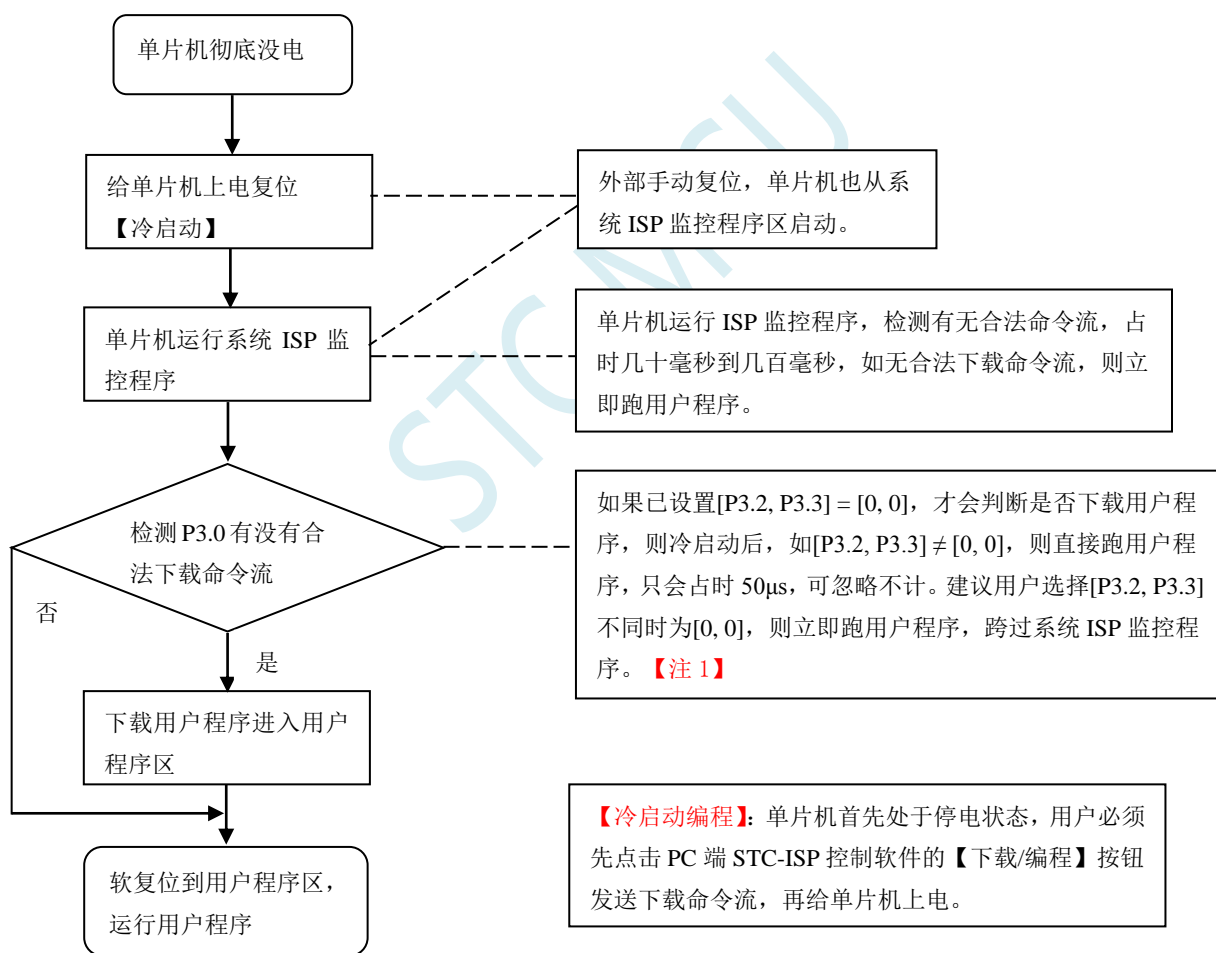 单片机彻底没电
给单片机上电复位
【冷启动】
外部手动复位，单片机也从系
统 ISP 监控程序区启动。
单片机运行系统 ISP 监
控程序
单片机运行 ISP 监控程序，检测有无合法命令流，占
时几十毫秒到几百毫秒，如无合法下载命令流，则立
即跑用户程序。
检测 P3.0 有没有合
法下载命令流
如果已设置[P3.2, P3.3] = [0, 0]，才会判断是否下载用户程
序，则冷启动后，如[P3.2, P3.3] ≠ [0, 0]，则直接跑用户程
序，只会占时 50μs，可忽略不计。建议用户选择[P3.2, P3.3]
不同时为[0, 0]，则立即跑用户程序，跨过系统 ISP 监控程
序。【注 1】
否
是
下载用户程序进入用户
程序区
【冷启动编程】：单片机首先处于停电状态，用户必须
先点击 PC 端 STC-ISP 控制软件的【下载/编程】按钮
发送下载命令流，再给单片机上电。
软复位到用户程序区，
运行用户程序
STC MCU